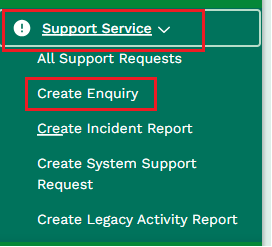 Support Service
All Support Requests
Create Enquiry
Create Incident Report
Create System Support
Request
Create Legacy Activity Report